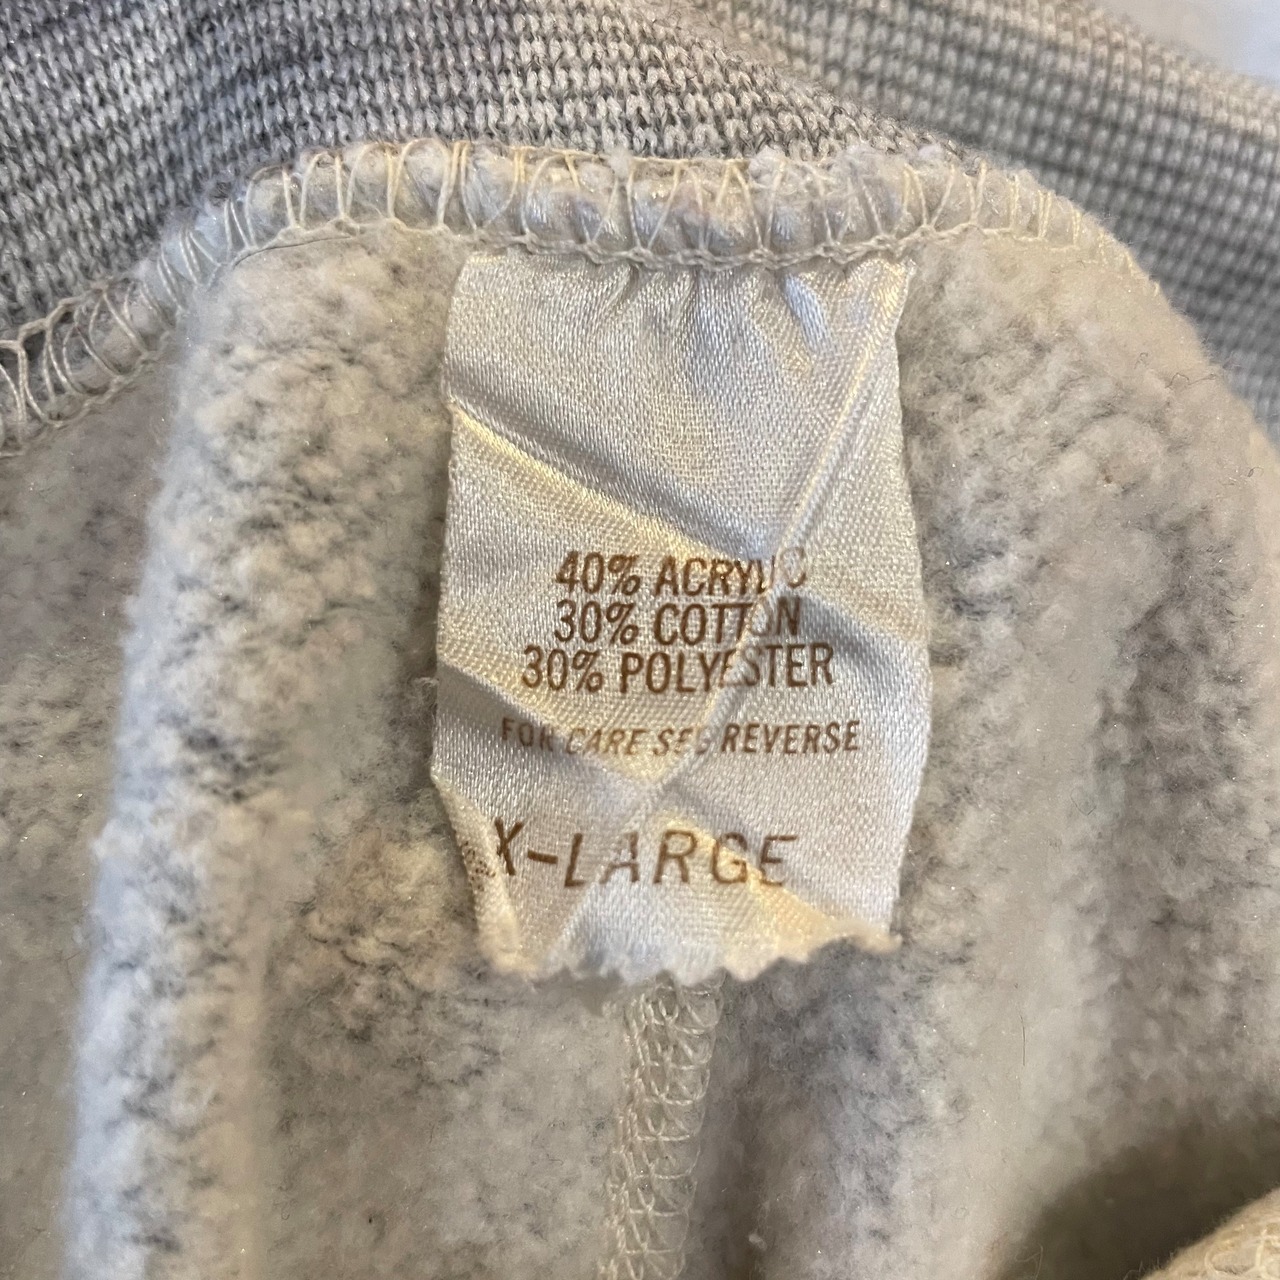 40% ACRYLIC
30% COTTON
30% POLYESTER
FOR CARE SEE REVERSE
X-LARGE